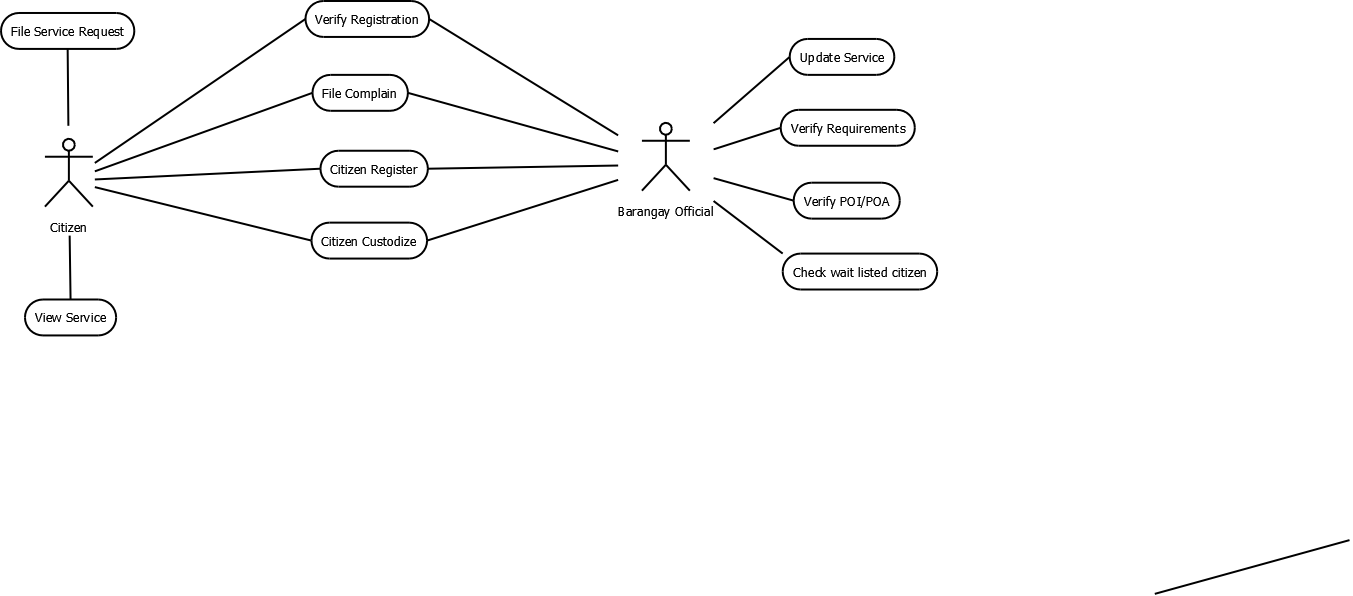 File Service Request
Verify Registration
File Complain
Citizen Register
Citizen Custodize
Citizen
View Service
Barangay Official
Update Service
Verify Requirements
Verify POI/POA
Check wait listed citizen